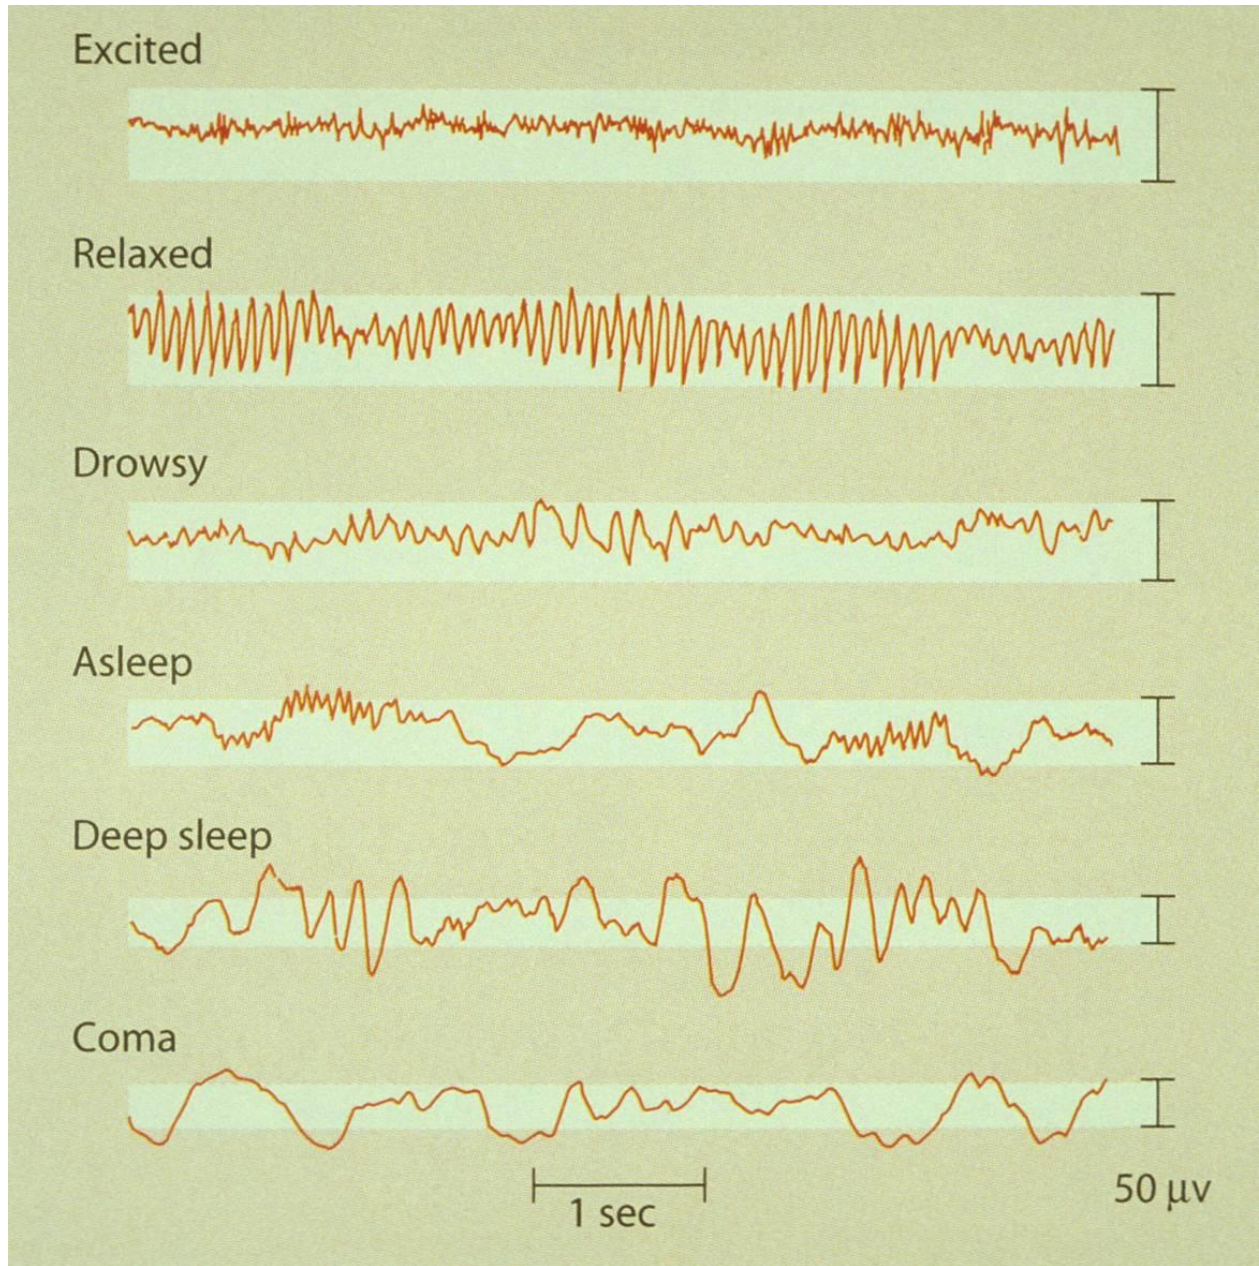 Excited
Relaxed
Drowsy
Asleep
Deep sleep
Coma
1 sec
50 μv